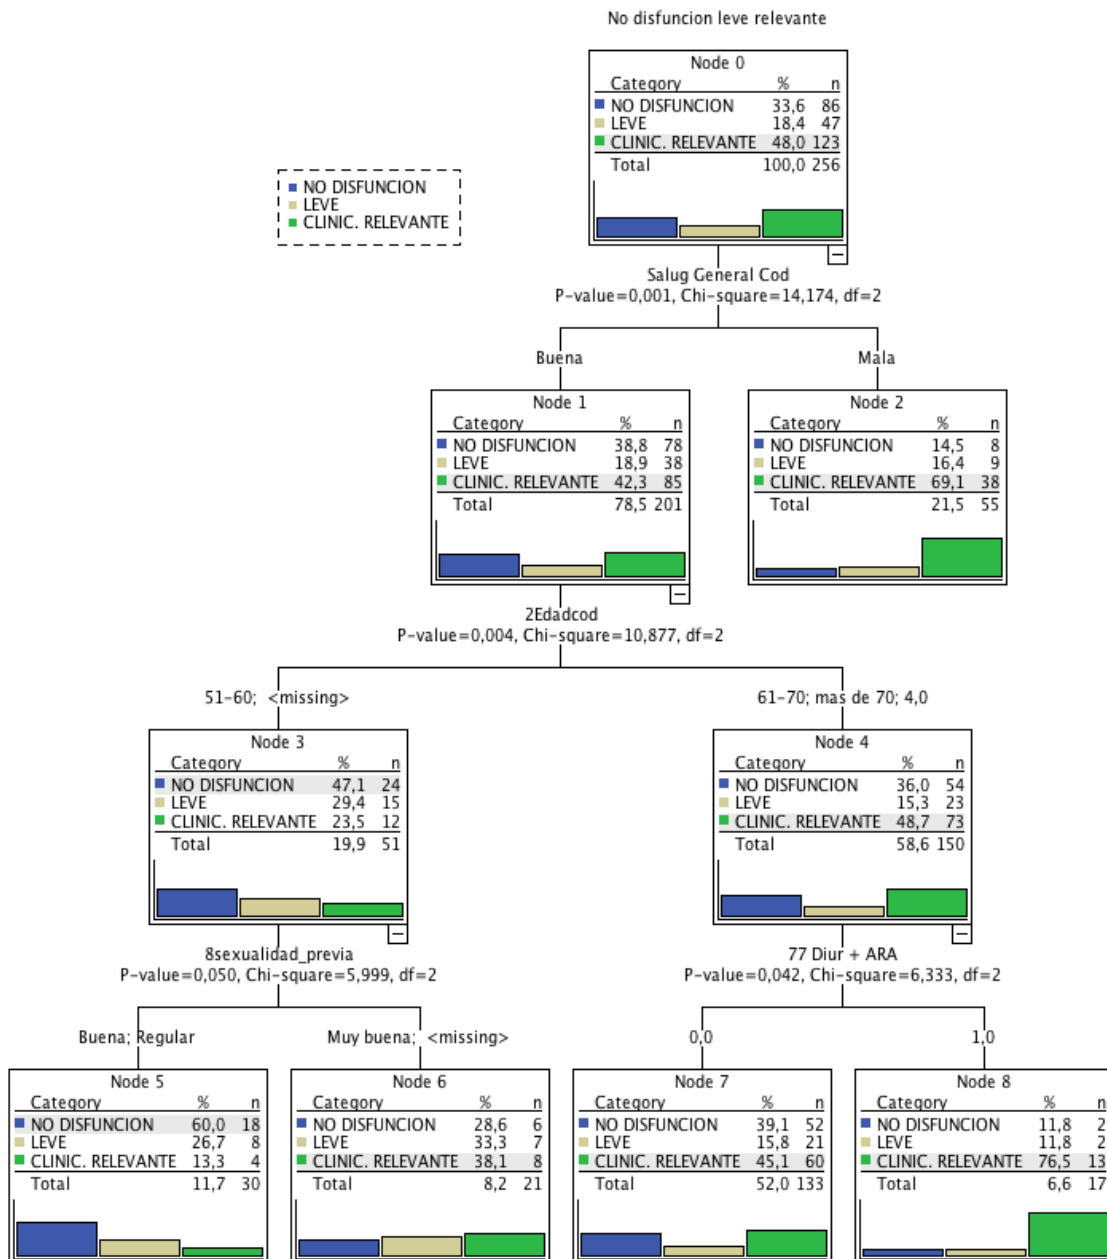 No disfuncion leve relevante
Node 0
Category % n
NO DISFUNCION 33,6 86
LEVE 18,4 47
CLINIC. RELEVANTE 48,0 123
Total 100,0 256
NO DISFUNCION
LEVE
CLINIC. RELEVANTE
Salug General Cod
P-value=0,001, Chi-square=14,174, df=2
Buena
Mala
Node 1
Category % n
NO DISFUNCION 38,8 78
LEVE 18,9 38
CLINIC. RELEVANTE 42,3 85
Total 78,5 201
Node 2
Category % n
NO DISFUNCION 14,5 8
LEVE 16,4 9
CLINIC. RELEVANTE 69,1 38
Total 21,5 55
2Edadcod
P-value=0,004, Chi-square=10,877, df=2
51-60; <missing>
61-70; mas de 70; 4,0
Node 3
Category % n
NO DISFUNCION 47,1 24
LEVE 29,4 15
CLINIC. RELEVANTE 23,5 12
Total 19,9 51
Node 4
Category % n
NO DISFUNCION 36,0 54
LEVE 15,3 23
CLINIC. RELEVANTE 48,7 73
Total 58,6 150
8sexualidad_previa
P-value=0,050, Chi-square=5,999, df=2
77 Diur + ARA
P-value=0,042, Chi-square=6,333, df=2
Buena; Regular
Muy buena; <missing>
0,0
1,0
Node 5
Category % n
NO DISFUNCION 60,0 18
LEVE 26,7 8
CLINIC. RELEVANTE 13,3 4
Total 11,7 30
Node 6
Category % n
NO DISFUNCION 28,6 6
LEVE 33,3 7
CLINIC. RELEVANTE 38,1 8
Total 8,2 21
Node 7
Category % n
NO DISFUNCION 39,1 52
LEVE 15,8 21
CLINIC. RELEVANTE 45,1 60
Total 52,0 133
Node 8
Category % n
NO DISFUNCION 11,8 2
LEVE 11,8 2
CLINIC. RELEVANTE 76,5 13
Total 6,6 17